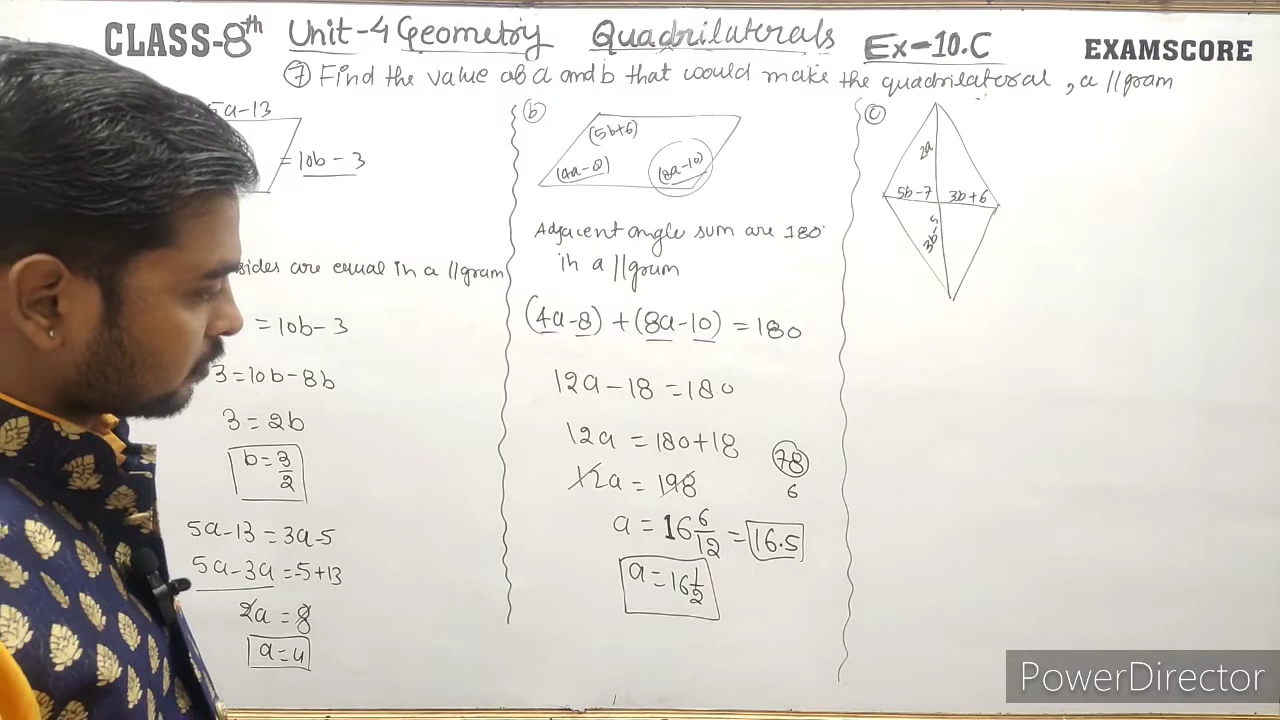 CLASS-8th Unit-4 Geometry Quadrilaterals Ex-10.C EXAMSCORE
⑦ Find the value ob a and b that would make the quadrilateral, a //gram
5a-13
= 10b - 3
sides are equal in a //gram
= 10b - 3
3 = 10b - 8b
3 = 2b
b = 3/2
5a - 13 = 3a - 5
5a - 3a = -5 + 13
2a = 8
a = 4
(b)
(5b+6)
(4a-8)
(8a-10)
Adjacent angle sum are 180°
in a //gram
(4a-8) + (8a-10) = 180
12a - 18 = 180
12a = 180 + 18
12a = 198
78
6
a = 16 6/12 = 16.5
a = 16 1/2
(c)
2a
5b-7
3b+6
3b-5
PowerDirector